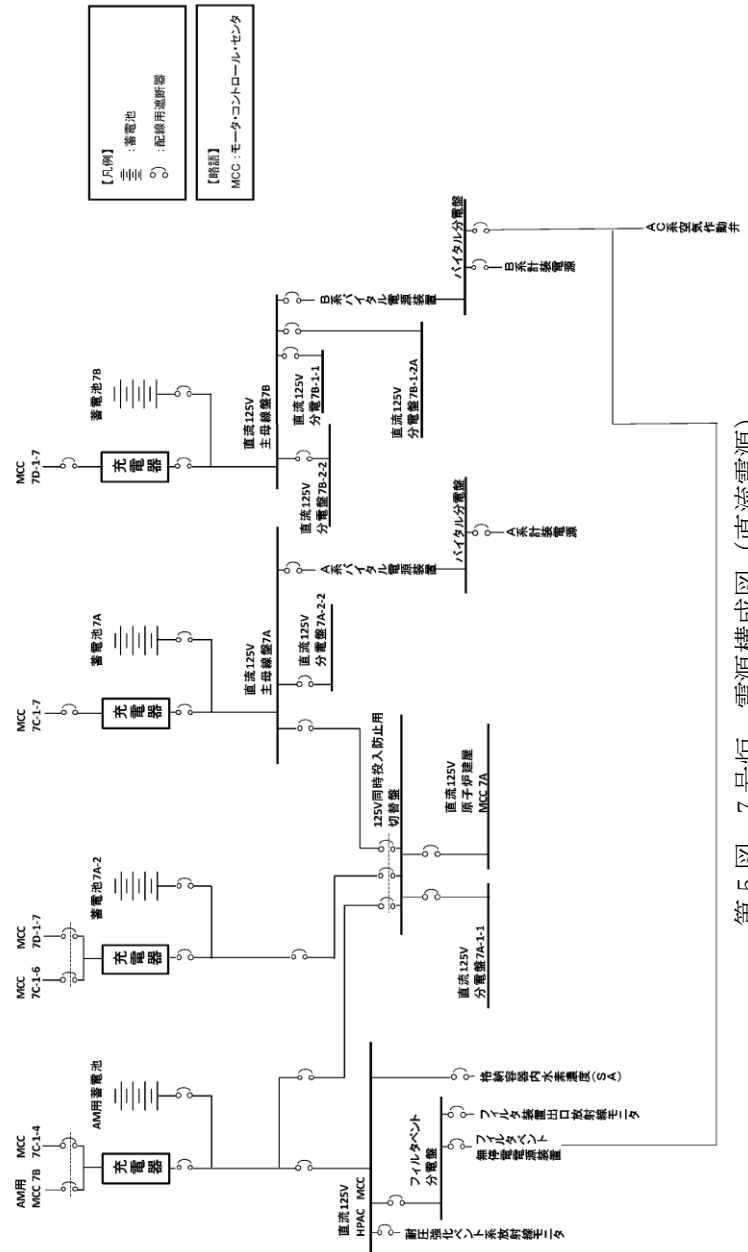 【凡例】
：蓄電池
：配線用遮断器
【略語】
MCC：モータ・コントロール・センタ
AM用
MCC 7B
MCC
7C-1-4
AM用蓄電池
充電器
MCC
7C-1-6
MCC
7D-1-7
蓄電池7A-2
充電器
MCC
7C-1-7
蓄電池7A
充電器
MCC
7D-1-7
蓄電池7B
充電器
直流125V
HPAC MCC
125V同時投入防止用
切替盤
直流125V
主母線盤7A
直流125V
主母線盤7B
耐圧強化ベント系放射線モニタ
フィルタベント
分電盤
フィルタベント
無停電電源装置
フィルタ装置出口放射線モニタ
格納容器内水素濃度(SA)
直流125V
分電盤7A-1-1
直流125V
原子炉建屋
MCC 7A
直流125V
分電盤7A-2-2
A系バイタル電源装置
バイタル分電盤
A系計装電源
直流125V
分電盤7B-2-2
直流125V
分電7B-1-1
直流125V
分電盤7B-1-2A
B系バイタル電源装置
バイタル分電盤
B系計装電源
AC系空気作動弁
第5図　7号炉　電源構成図（直流電源）